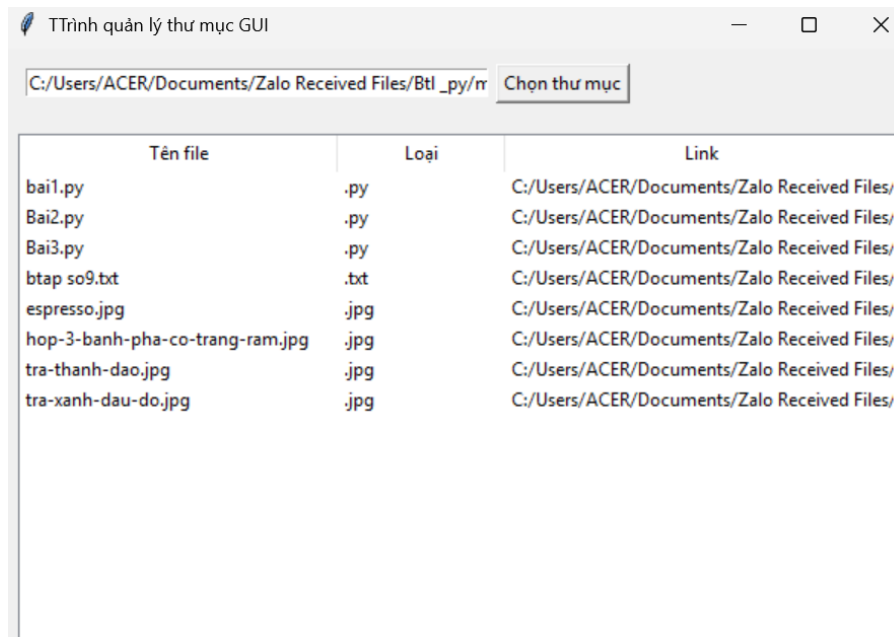 TTrình quản lý thư mục GUI
C:/Users/ACER/Documents/Zalo Received Files/Btl _py/m Chọn thư mục
Tên file Loại Link
bai1.py .py C:/Users/ACER/Documents/Zalo Received Files/
Bai2.py .py C:/Users/ACER/Documents/Zalo Received Files/
Bai3.py .py C:/Users/ACER/Documents/Zalo Received Files/
btap so9.txt .txt C:/Users/ACER/Documents/Zalo Received Files/
espresso.jpg .jpg C:/Users/ACER/Documents/Zalo Received Files/
hop-3-banh-pha-co-trang-ram.jpg .jpg C:/Users/ACER/Documents/Zalo Received Files/
tra-thanh-dao.jpg .jpg C:/Users/ACER/Documents/Zalo Received Files/
tra-xanh-dau-do.jpg .jpg C:/Users/ACER/Documents/Zalo Received Files/